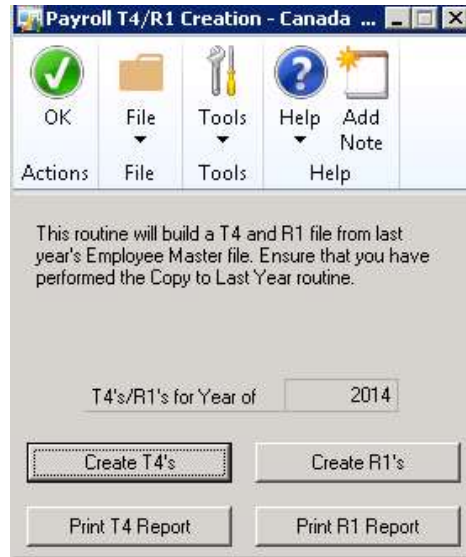 Payroll T4/R1 Creation - Canada ...
OK
File
Tools
Help
Add
Note
Actions
File
Tools
Help
This routine will build a T4 and R1 file from last
year's Employee Master file. Ensure that you have
performed the Copy to Last Year routine.
T4's/R1's for Year of 2014
Create T4's
Create R1's
Print T4 Report
Print R1 Report